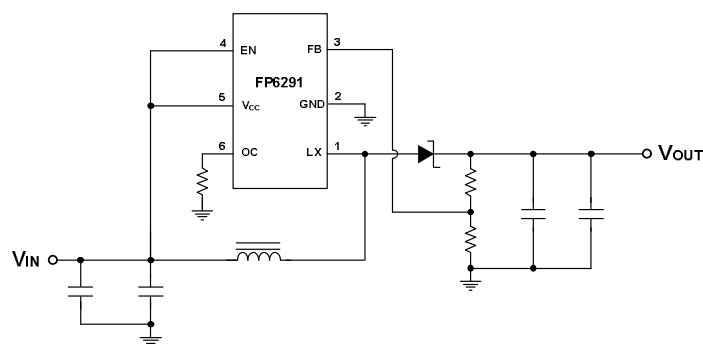 4 EN FB 3
FP6291
5 VCC GND 2
6 OC LX 1
VOUT
VIN